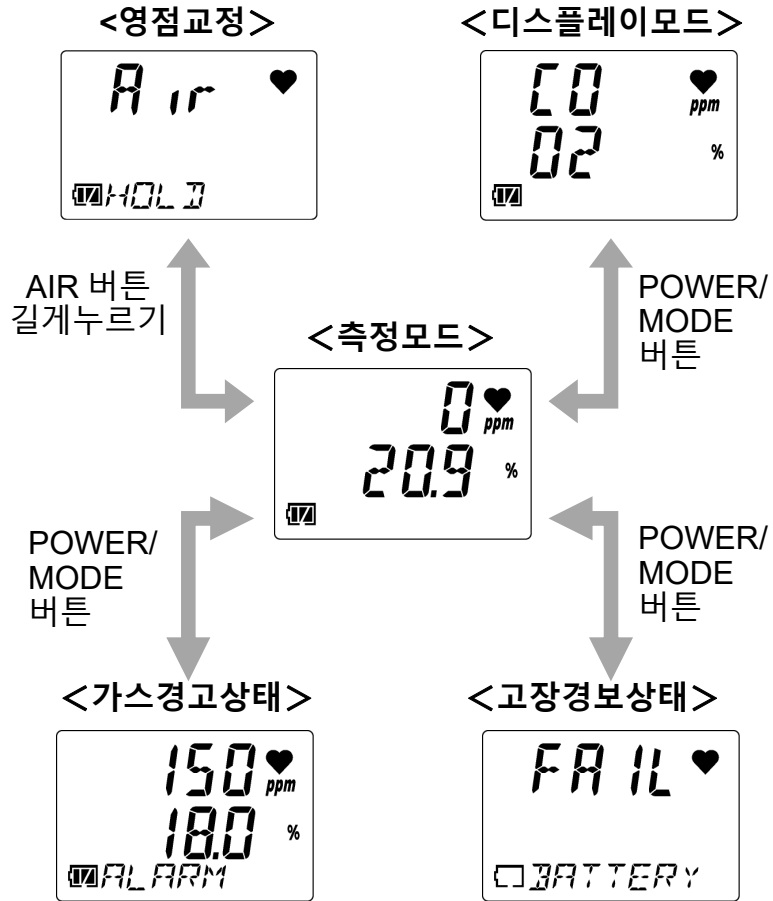 <영점교정>
Air
HOLD
<디스플레이모드>
CO
ppm
02
%
AIR 버튼
길게누르기
POWER/
MODE
버튼
<측정모드>
0
ppm
20.9
%
POWER/
MODE
버튼
POWER/
MODE
버튼
<가스경고상태>
150
ppm
18.0
%
ALARM
<고장경보상태>
FAIL
BATTERY